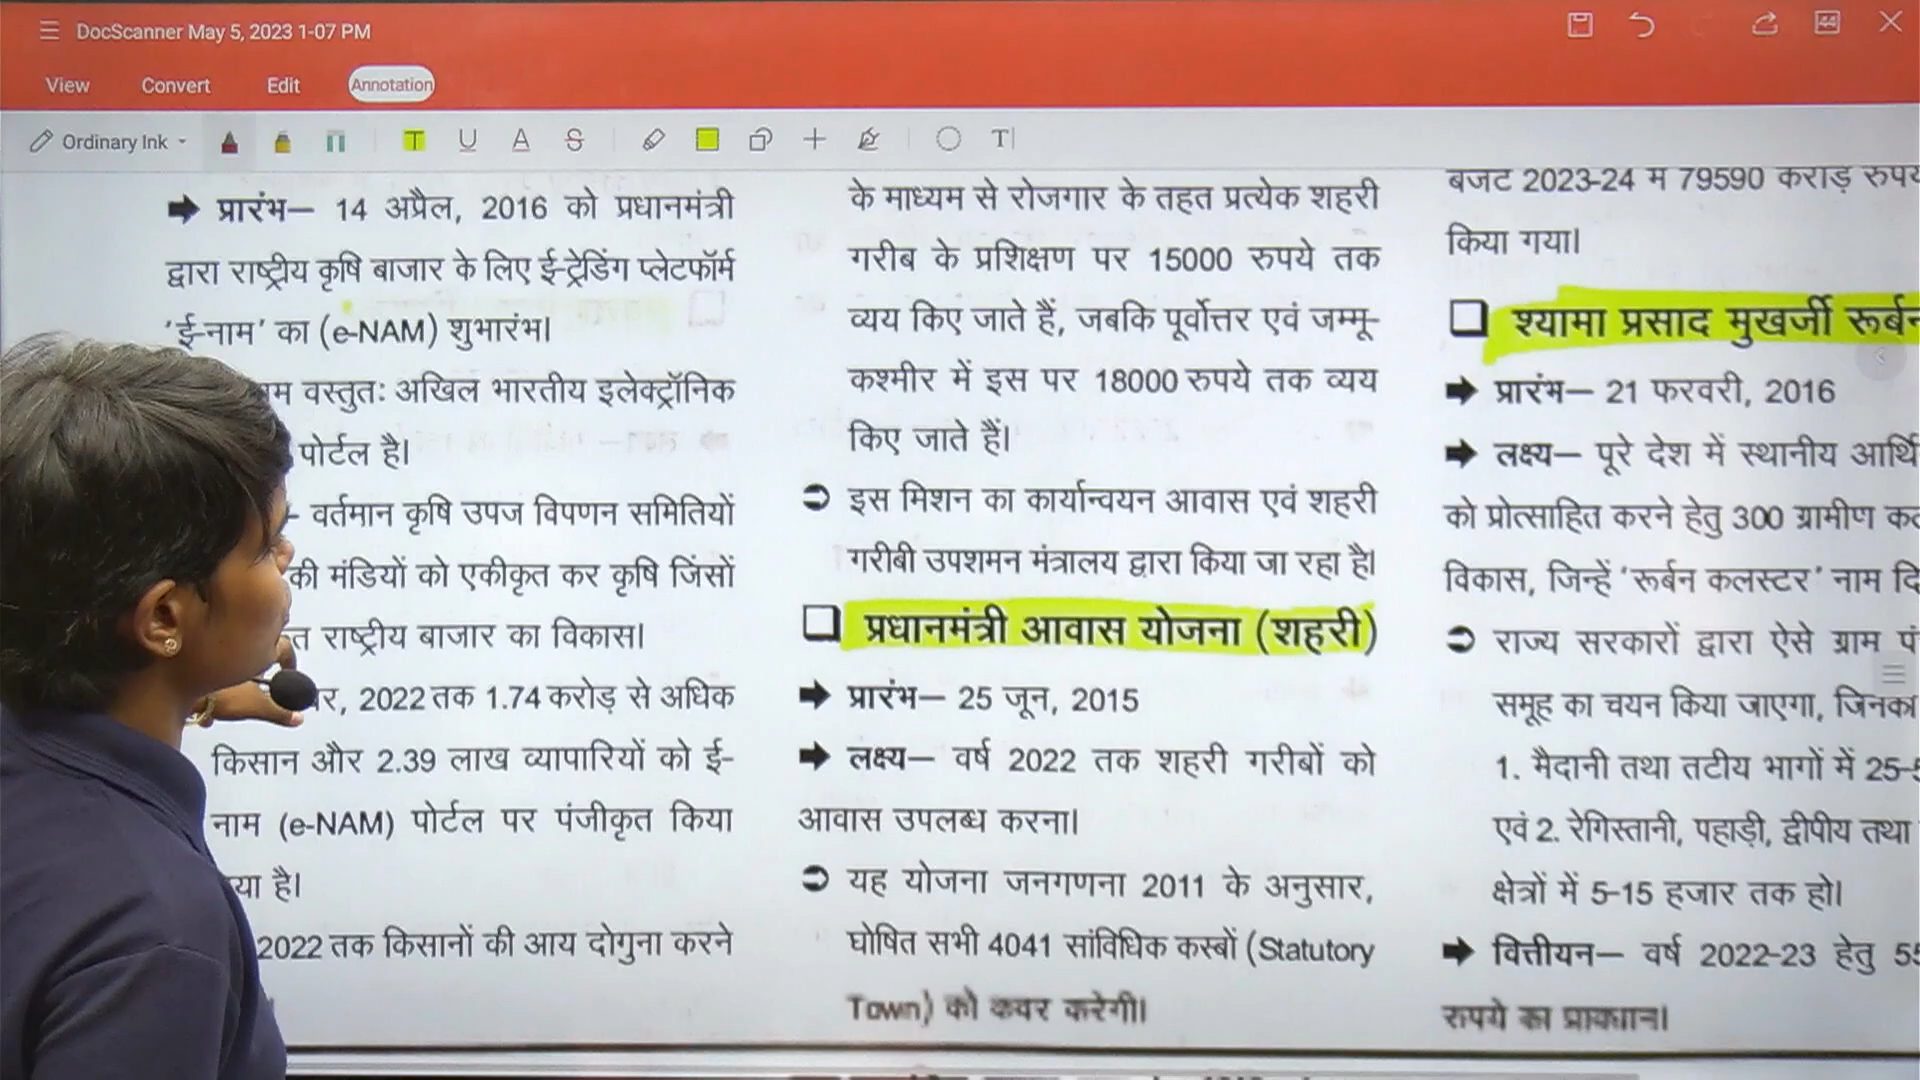 DocScanner May 5, 2023 1-07 PM
View Convert Edit Annotation
Ordinary Ink
प्रारंभ– 14 अप्रैल, 2016 को प्रधानमंत्री
द्वारा राष्ट्रीय कृषि बाजार के लिए ई-ट्रेडिंग प्लेटफॉर्म
'ई-नाम' का (e-NAM) शुभारंभ।
वस्तुतः अखिल भारतीय इलेक्ट्रॉनिक
पोर्टल है।
- वर्तमान कृषि उपज विपणन समितियों
की मंडियों को एकीकृत कर कृषि जिंसों
राष्ट्रीय बाजार का विकास।
2022 तक 1.74 करोड़ से अधिक
किसान और 2.39 लाख व्यापारियों को ई-
नाम (e-NAM) पोर्टल पर पंजीकृत किया
है।
2022 तक किसानों की आय दोगुना करने
के माध्यम से रोजगार के तहत प्रत्येक शहरी
गरीब के प्रशिक्षण पर 15000 रुपये तक
व्यय किए जाते हैं, जबकि पूर्वोत्तर एवं जम्मू-
कश्मीर में इस पर 18000 रुपये तक व्यय
किए जाते हैं।
इस मिशन का कार्यान्वयन आवास एवं शहरी
गरीबी उपशमन मंत्रालय द्वारा किया जा रहा है।
प्रधानमंत्री आवास योजना (शहरी)
प्रारंभ– 25 जून, 2015
लक्ष्य– वर्ष 2022 तक शहरी गरीबों को
आवास उपलब्ध करना।
यह योजना जनगणना 2011 के अनुसार,
घोषित सभी 4041 सांविधिक कस्बों (Statutory
Town) को कवर करेगी।
बजट 2023-24 में 79590 करोड़
किया गया।
श्यामा प्रसाद मुखर्जी
प्रारंभ– 21 फरवरी, 2016
लक्ष्य– पूरे देश में स्थानीय
को प्रोत्साहित करने हेतु 300 ग्रामीण
विकास, जिन्हें 'रूर्बन कलस्टर' नाम
राज्य सरकारों द्वारा ऐसे ग्राम
समूह का चयन किया जाएगा, जिनका
1. मैदानी तथा तटीय भागों में
एवं 2. रेगिस्तानी, पहाड़ी, द्वीपीय तथा
क्षेत्रों में 5-15 हजार तक हो।
वित्तीयन– वर्ष 2022-23 हेतु
रुपये का प्रावधान।